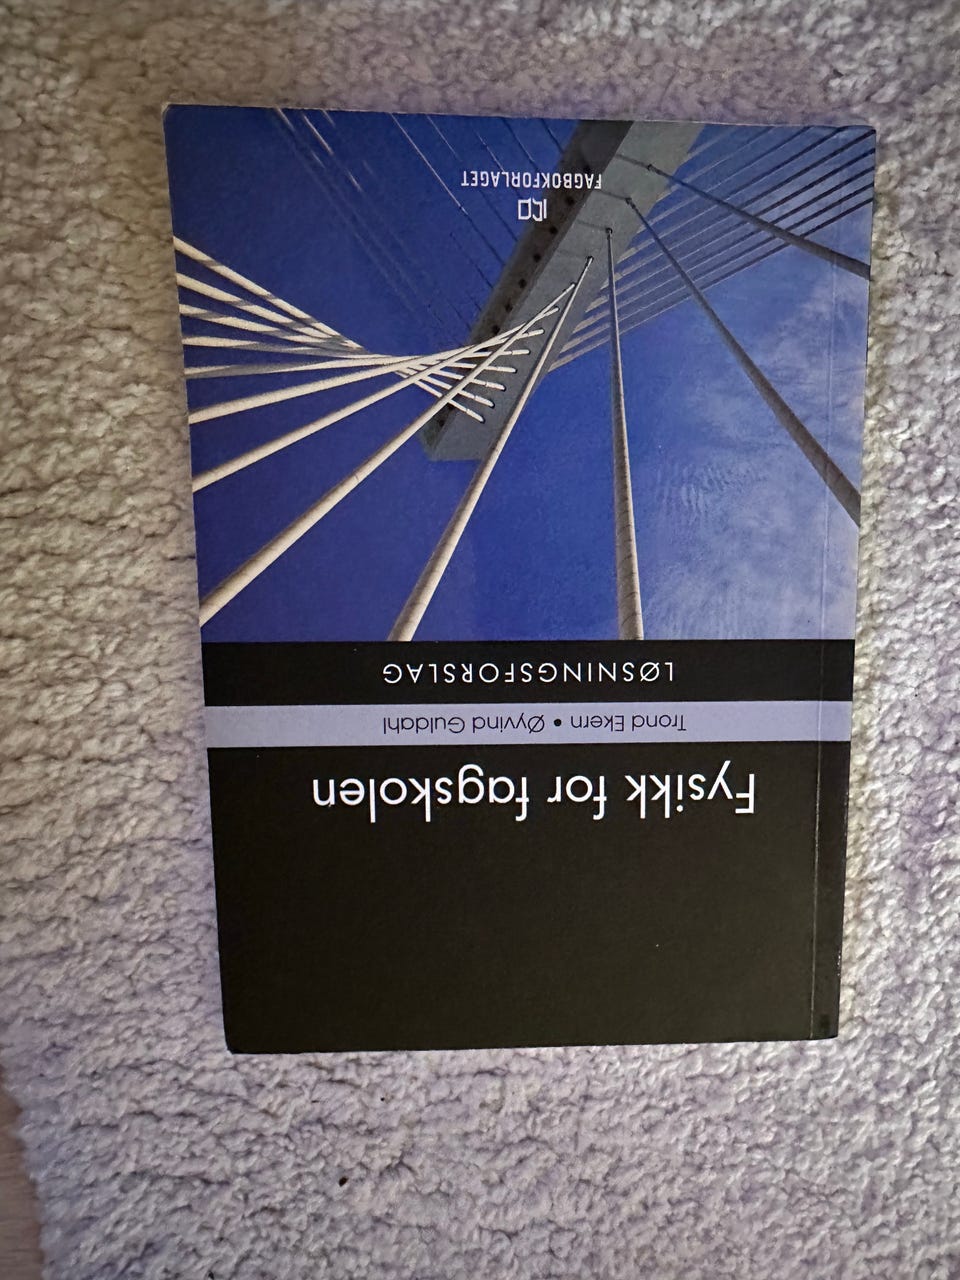 Fysikk for fagskolen
Trond Ekern • Øyvind Guldahl
LØSNINGSFORSLAG
FAGBOKFORLAGET